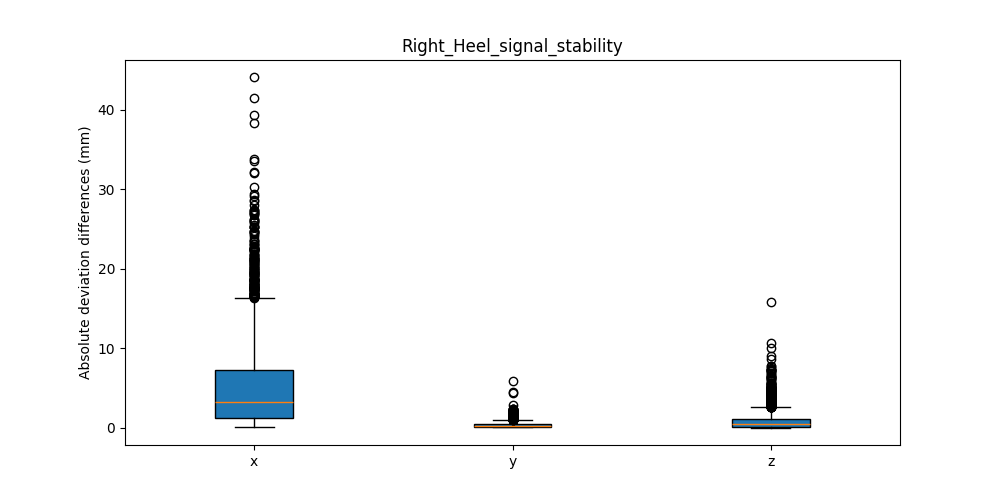 Right_Heel_signal_stability
Absolute deviation differences (mm)
40
30
20
10
0
x y z